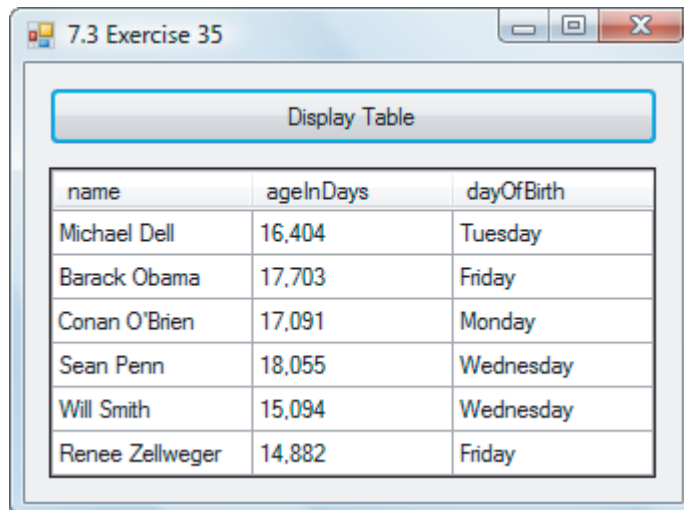 7.3 Exercise 35
Display Table
name ageInDays dayOfBirth
Michael Dell 16,404 Tuesday
Barack Obama 17,703 Friday
Conan O'Brien 17,091 Monday
Sean Penn 18,055 Wednesday
Will Smith 15,094 Wednesday
Renee Zellweger 14,882 Friday